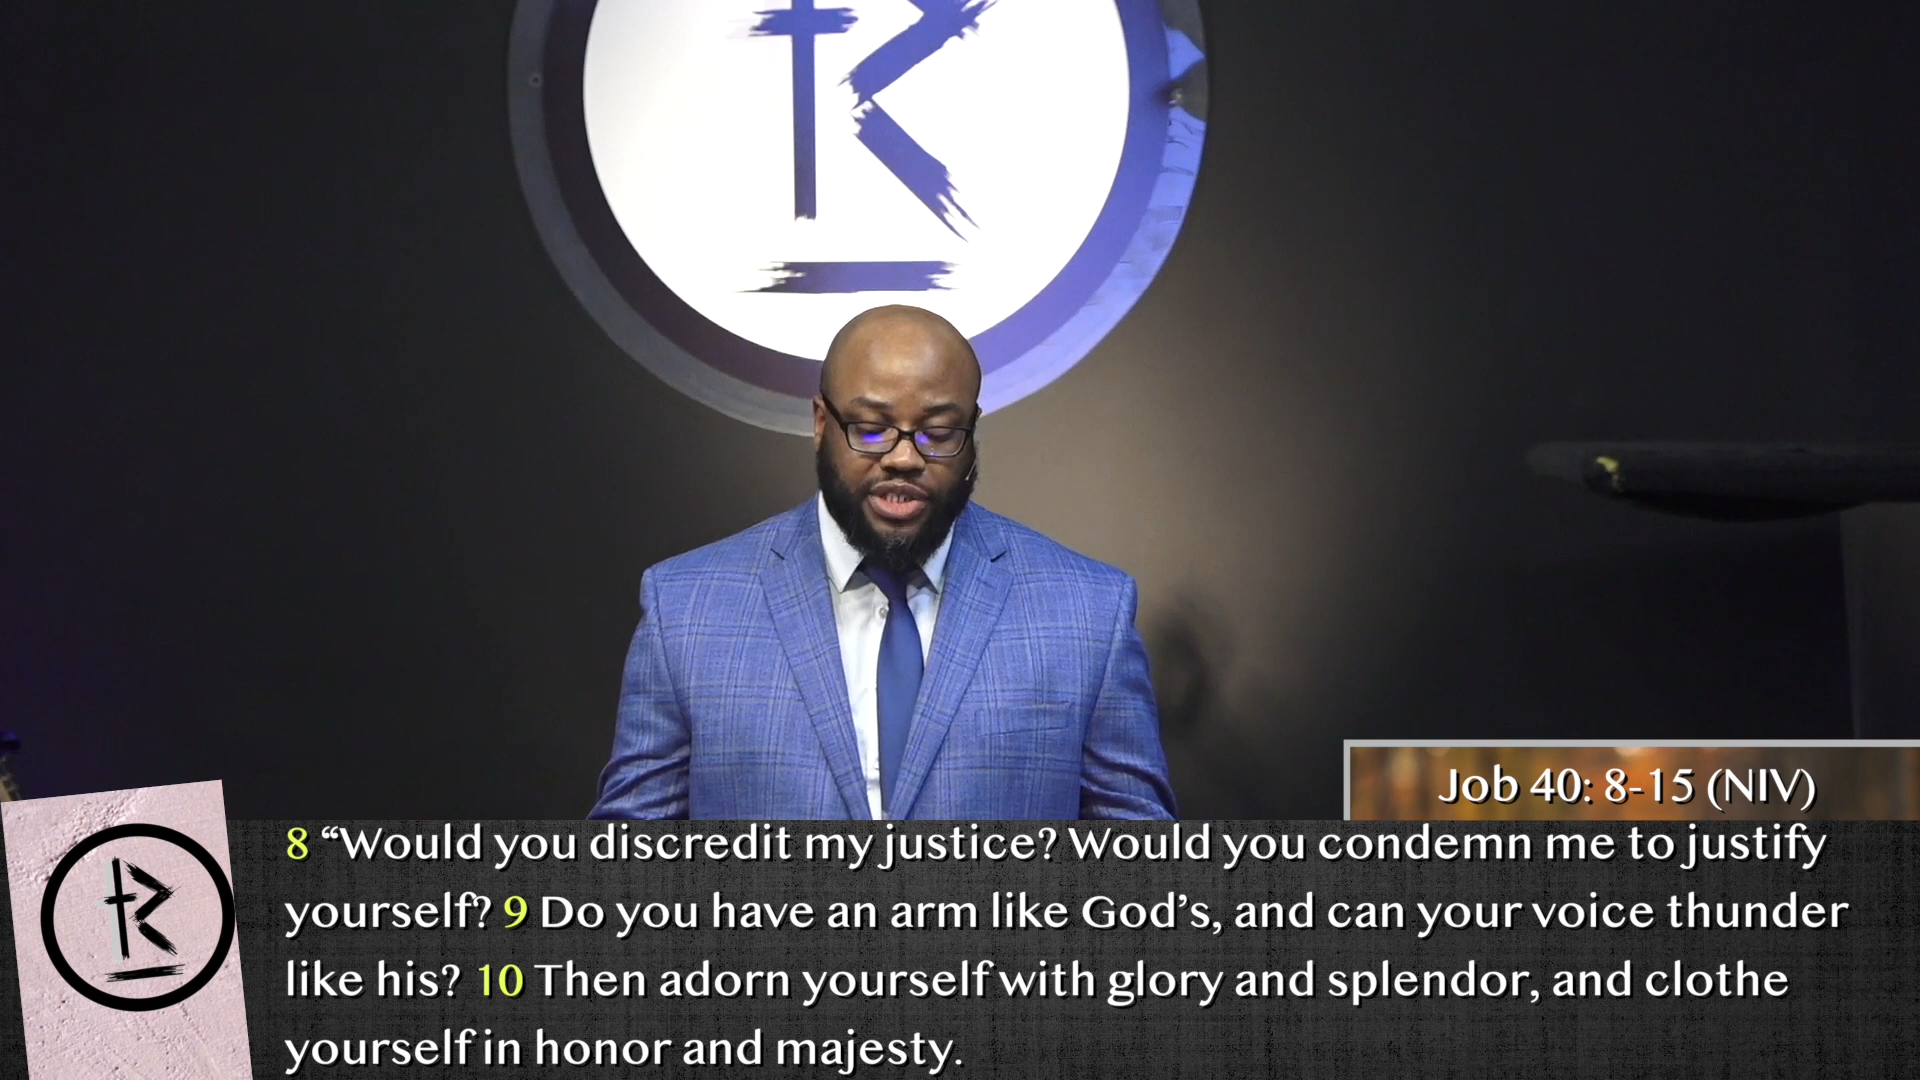 Job 40: 8-15 (NIV)
8 “Would you discredit my justice? Would you condemn me to justify
yourself? 9 Do you have an arm like God’s, and can your voice thunder
like his? 10 Then adorn yourself with glory and splendor, and clothe
yourself in honor and majesty.